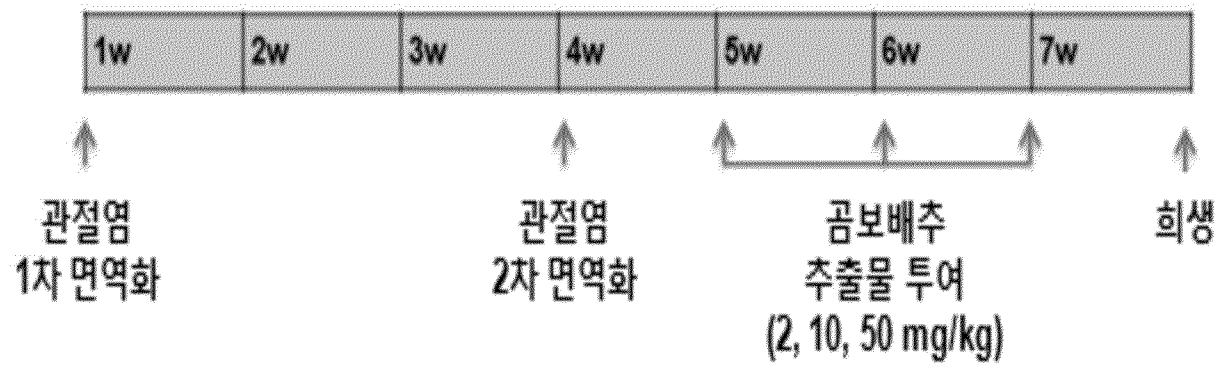 1w 2w 3w 4w 5w 6w 7w
관절염
1차 면역화
관절염
2차 면역화
곰보배추
추출물 투여
(2, 10, 50 mg/kg)
희생